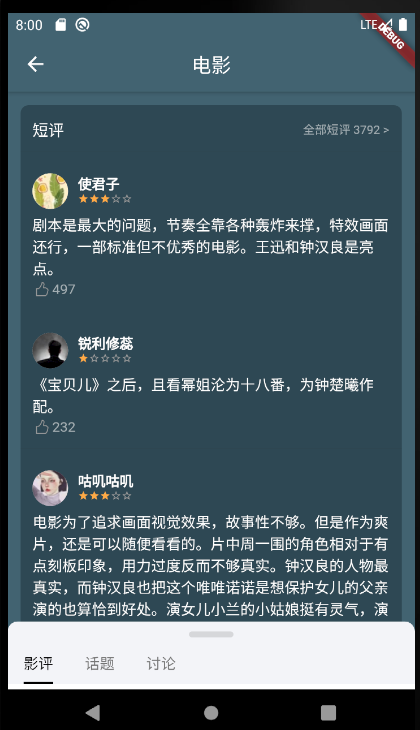 8:00
LTE
DEBUG
电影
短评
全部短评 3792 >
使君子
剧本是最大的问题，节奏全靠各种轰炸来撑，特效画面
还行，一部标准但不优秀的电影。王迅和钟汉良是亮
点。
497
锐利修蕊
《宝贝儿》之后，且看幂姐沦为十八番，为钟楚曦作
配。
232
咕叽咕叽
电影为了追求画面视觉效果，故事性不够。但是作为爽
片，还是可以随便看看的。片中周一围的角色相对于有
点刻板印象，用力过度反而不够真实。钟汉良的人物最
真实，而钟汉良也把这个唯唯诺诺是想保护女儿的父亲
演的也算恰到好处。演女儿小兰的小姑娘挺有灵气，演
影评
话题
讨论